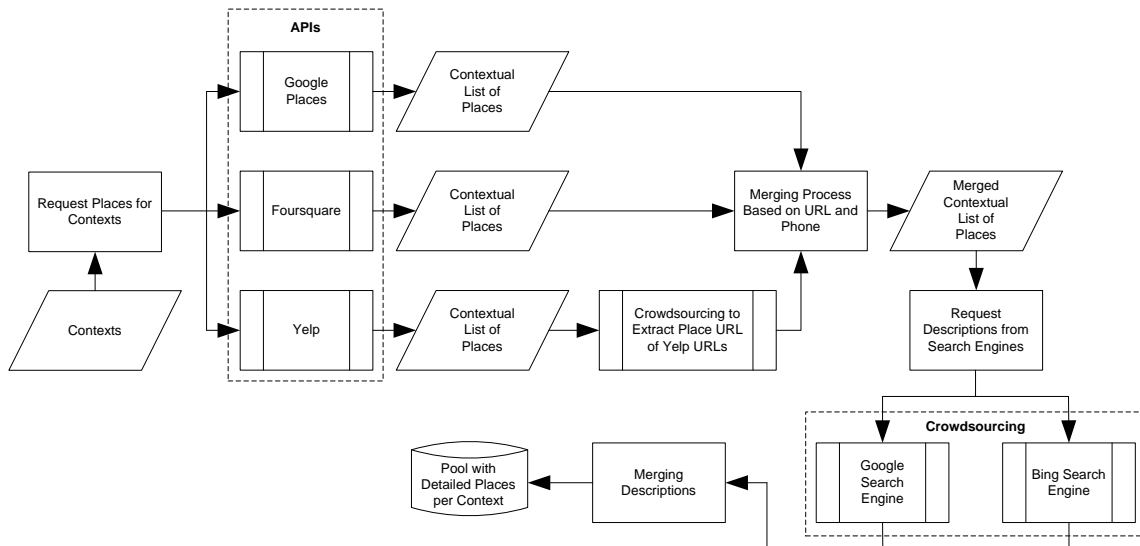 APIs
Google
Places
Contextual
List of
Places
Request Places for
Contexts
Foursquare
Contextual
List of
Places
Merging Process
Based on URL and
Phone
Merged
Contextual
List of
Places
Contexts
Yelp
Contextual
List of
Places
Crowdsourcing to
Extract Place URL
of Yelp URLs
Request
Descriptions from
Search Engines
Crowdsourcing
Pool with
Detailed Places
per Context
Merging
Descriptions
Google
Search
Engine
Bing Search
Engine